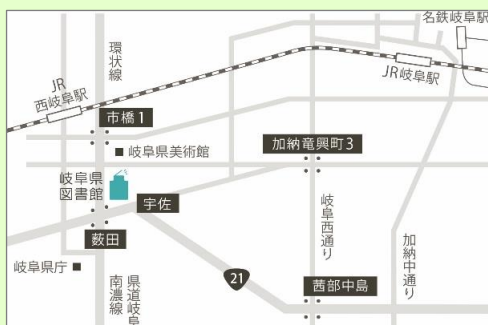 名鉄岐阜駅
環状線
JR岐阜駅
JR
西岐阜駅
市橋1
岐阜県美術館
加納竜興町3
岐阜県
図書館
宇佐
岐阜西通り
加納中通り
薮田
岐阜県庁
21
茜部中島
県道岐阜
南濃線